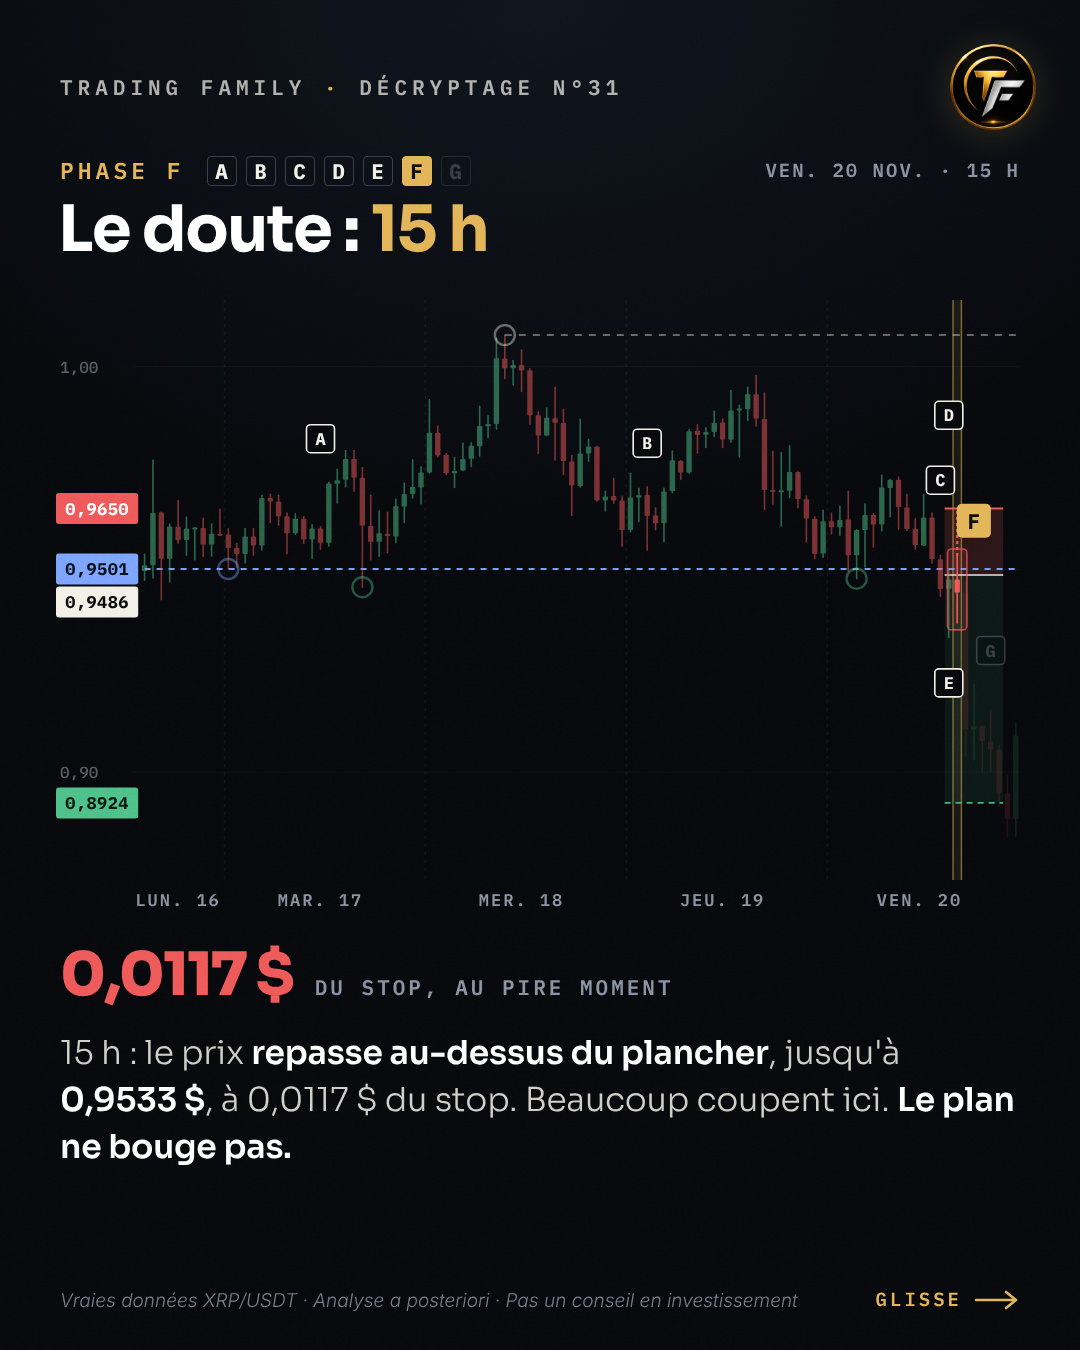 TRADING FAMILY · DÉCRYPTAGE N°31
TF
PHASE F A B C D E F G
VEN. 20 NOV. · 15 H
Le doute : 15 h
1,00
0,9650
0,9501
0,9486
0,90
0,8924
A
B
D
C
F
G
E
LUN. 16 MAR. 17 MER. 18 JEU. 19 VEN. 20
0,0117 $ DU STOP, AU PIRE MOMENT
15 h : le prix repasse au-dessus du plancher, jusqu'à
0,9533 $, à 0,0117 $ du stop. Beaucoup coupent ici. Le plan
ne bouge pas.
Vraies données XRP/USDT · Analyse a posteriori · Pas un conseil en investissement
GLISSE →